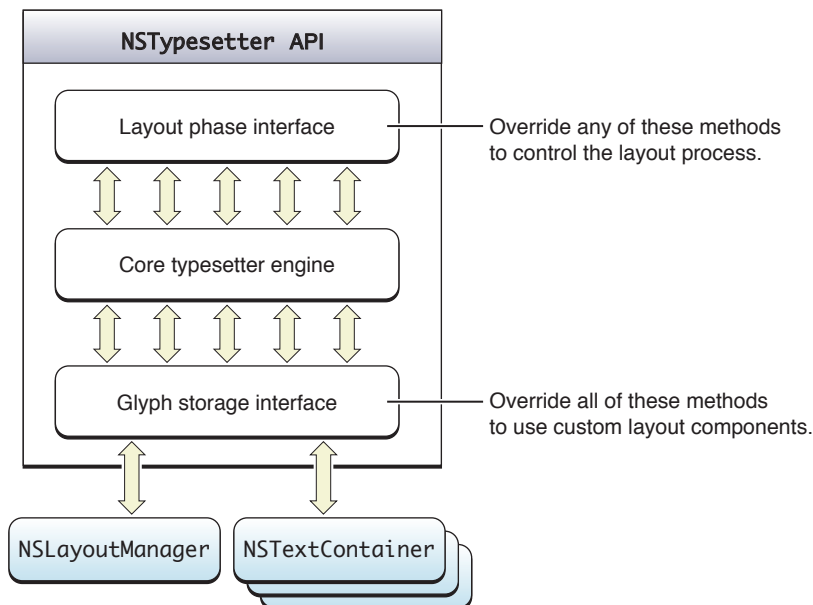 NSTypesetter API
Layout phase interface
Override any of these methods
to control the layout process.
Core typesetter engine
Glyph storage interface
Override all of these methods
to use custom layout components.
NSLayoutManager
NSTextContainer